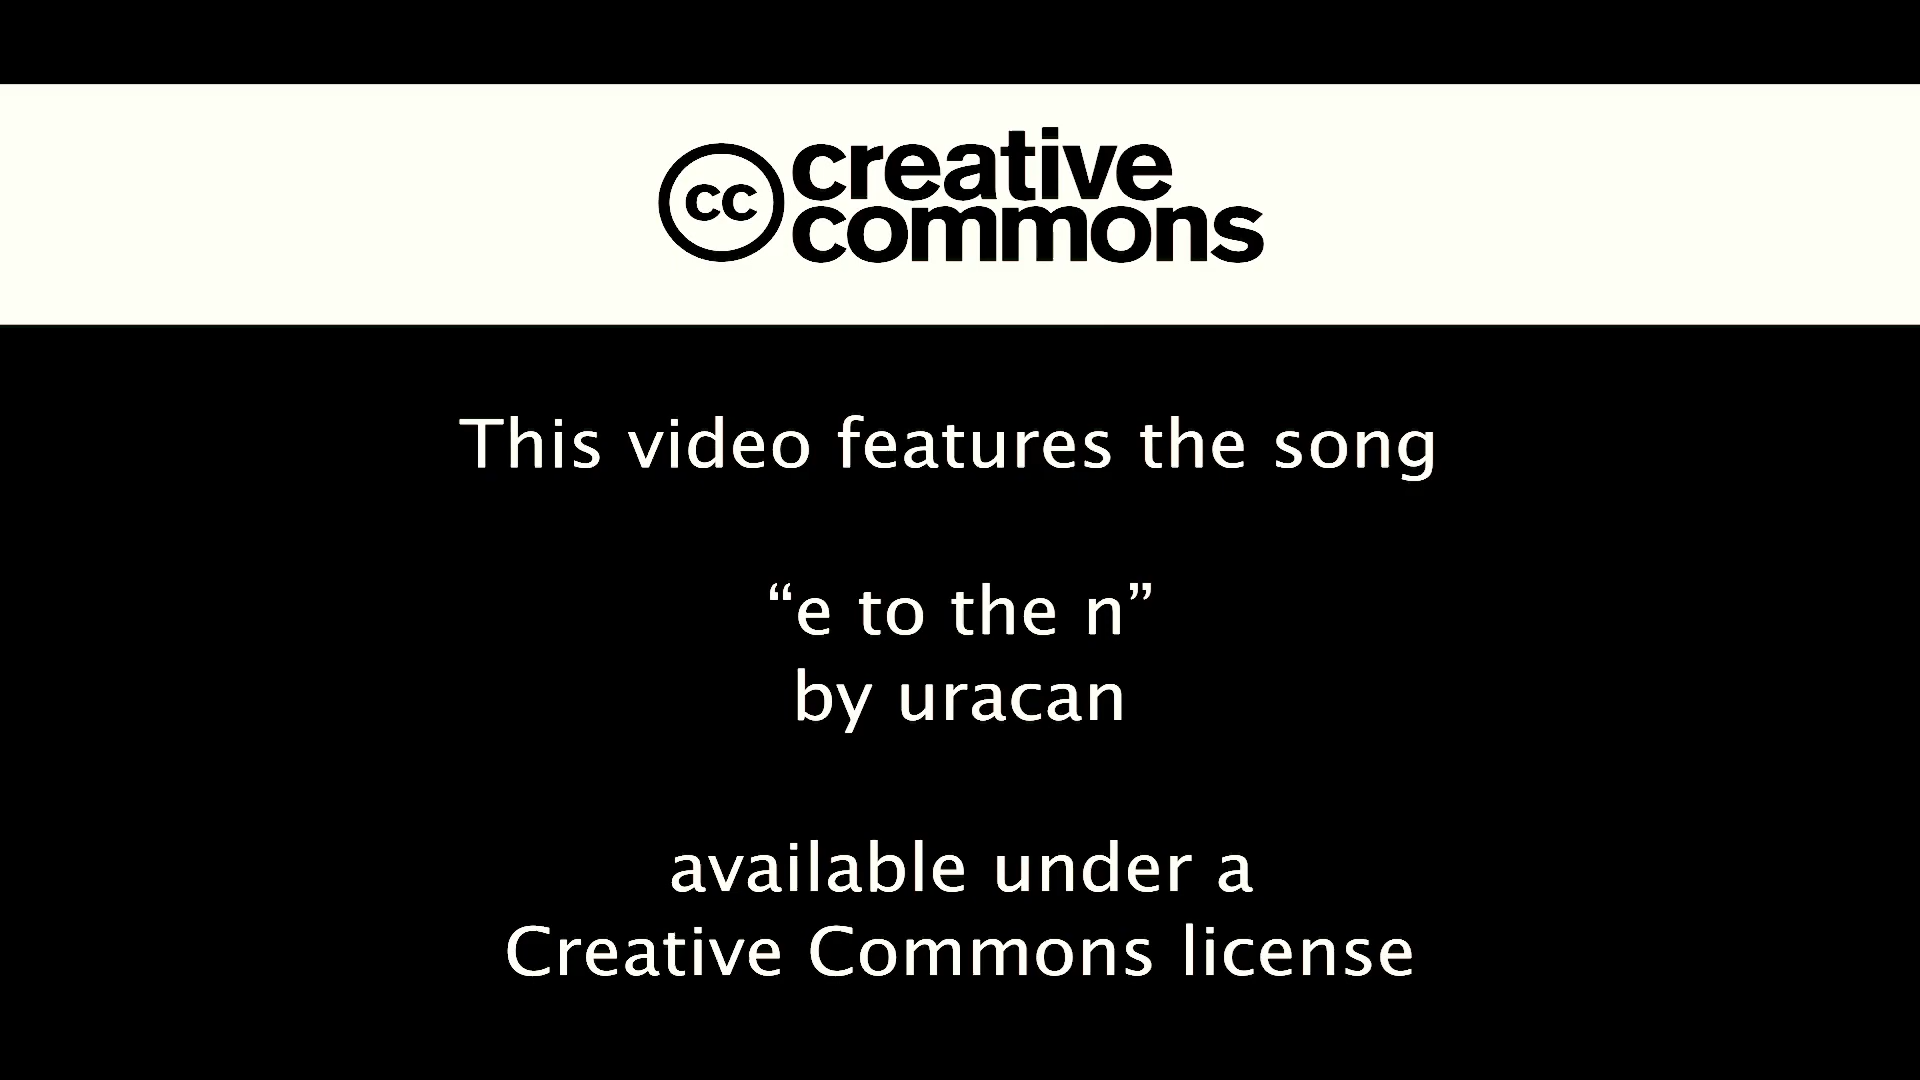 cc creative
commons
This video features the song
“e to the n”
by uracan
available under a
Creative Commons license